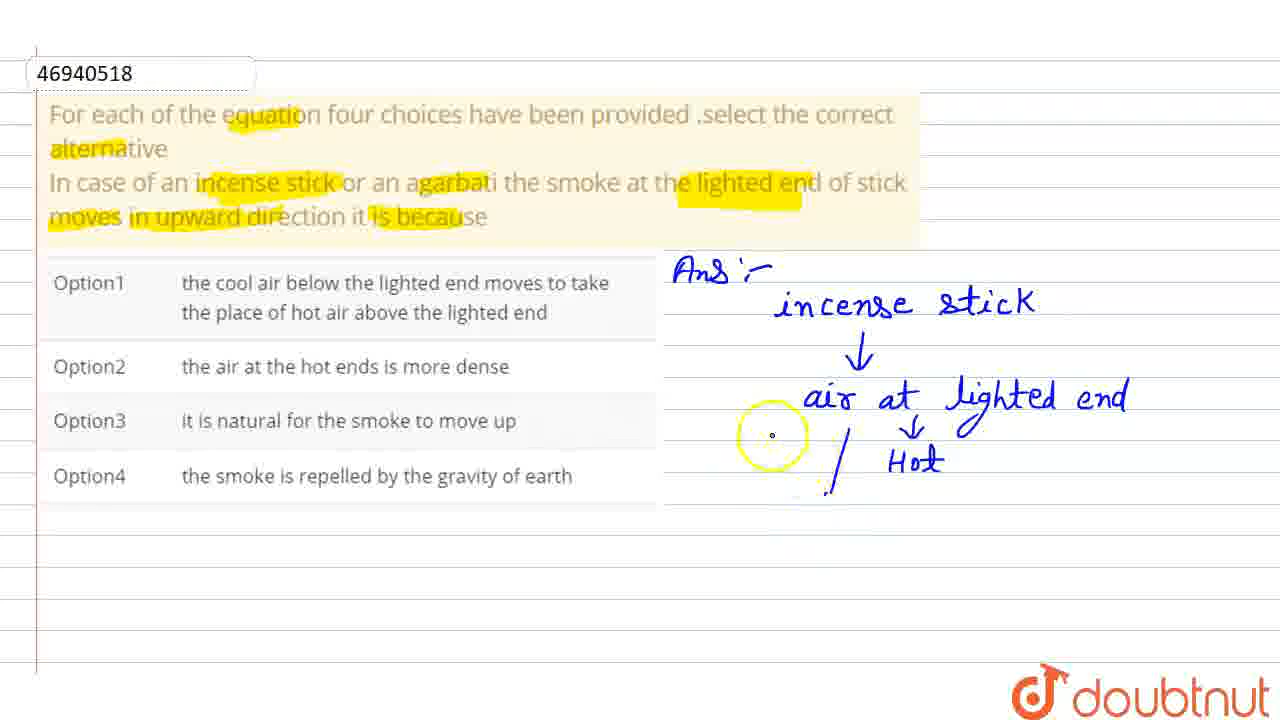 46940518
For each of the equation four choices have been provided .select the correct
alternative
In case of an incense stick or an agarbati the smoke at the lighted end of stick
moves in upward direction it is because
Option1 the cool air below the lighted end moves to take
the place of hot air above the lighted end
Option2 the air at the hot ends is more dense
Option3 it is natural for the smoke to move up
Option4 the smoke is repelled by the gravity of earth
Ans :-
incense stick
air at lighted end
Hot
doubtnut